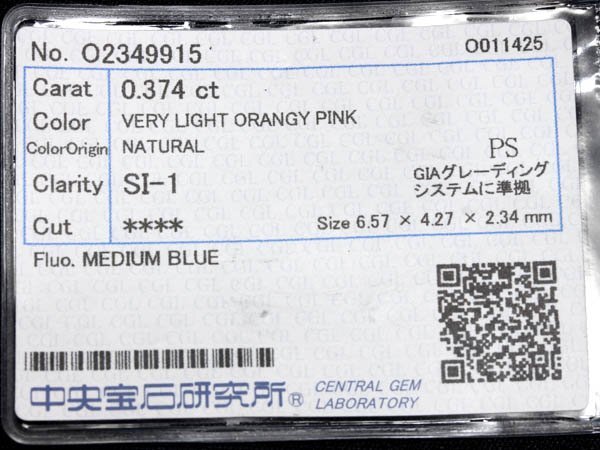 No. O2349915
O011425
Carat 0.374 ct
Color VERY LIGHT ORANGY PINK
ColorOrigin NATURAL
PS
Clarity SI-1
GIAグレーディング
システムに準拠
Cut ****
Size 6.57 × 4.27 × 2.34 mm
Fluo. MEDIUM BLUE
中央宝石研究所®
CENTRAL GEM
LABORATORY